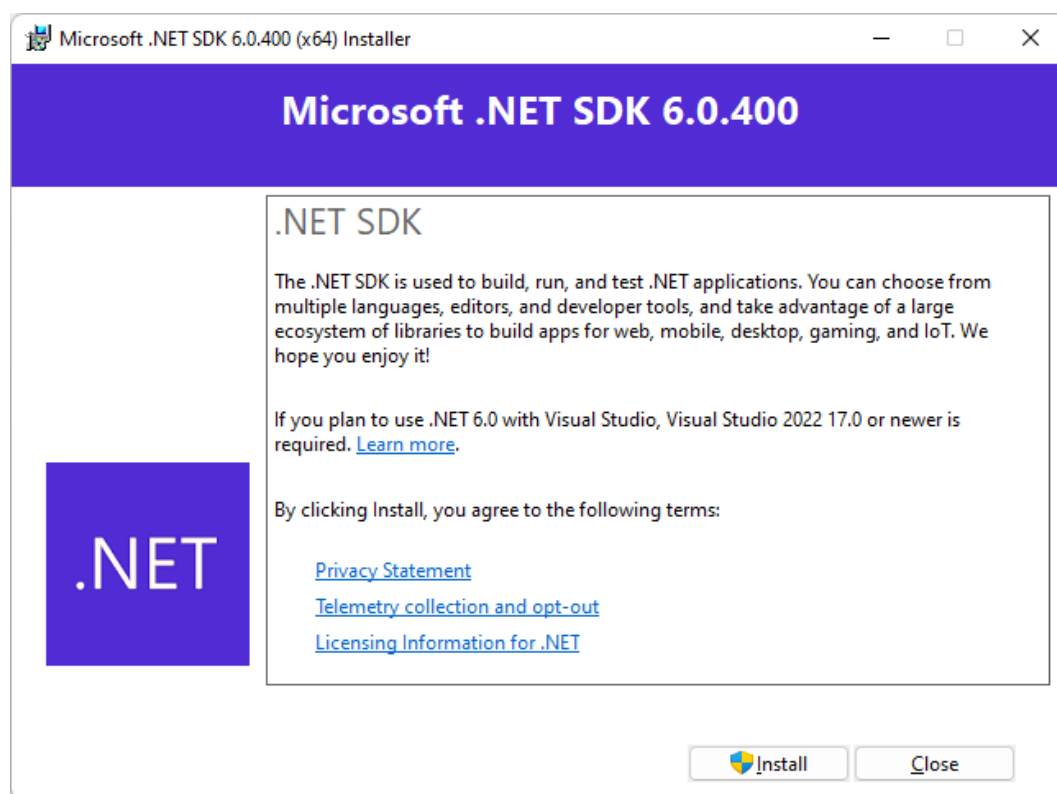 Microsoft .NET SDK 6.0.400 (x64) Installer
Microsoft .NET SDK 6.0.400
.NET SDK
The .NET SDK is used to build, run, and test .NET applications. You can choose from
multiple languages, editors, and developer tools, and take advantage of a large
ecosystem of libraries to build apps for web, mobile, desktop, gaming, and IoT. We
hope you enjoy it!
If you plan to use .NET 6.0 with Visual Studio, Visual Studio 2022 17.0 or newer is
required. Learn more.
By clicking Install, you agree to the following terms:
.NET
Privacy Statement
Telemetry collection and opt-out
Licensing Information for .NET
Install
Close